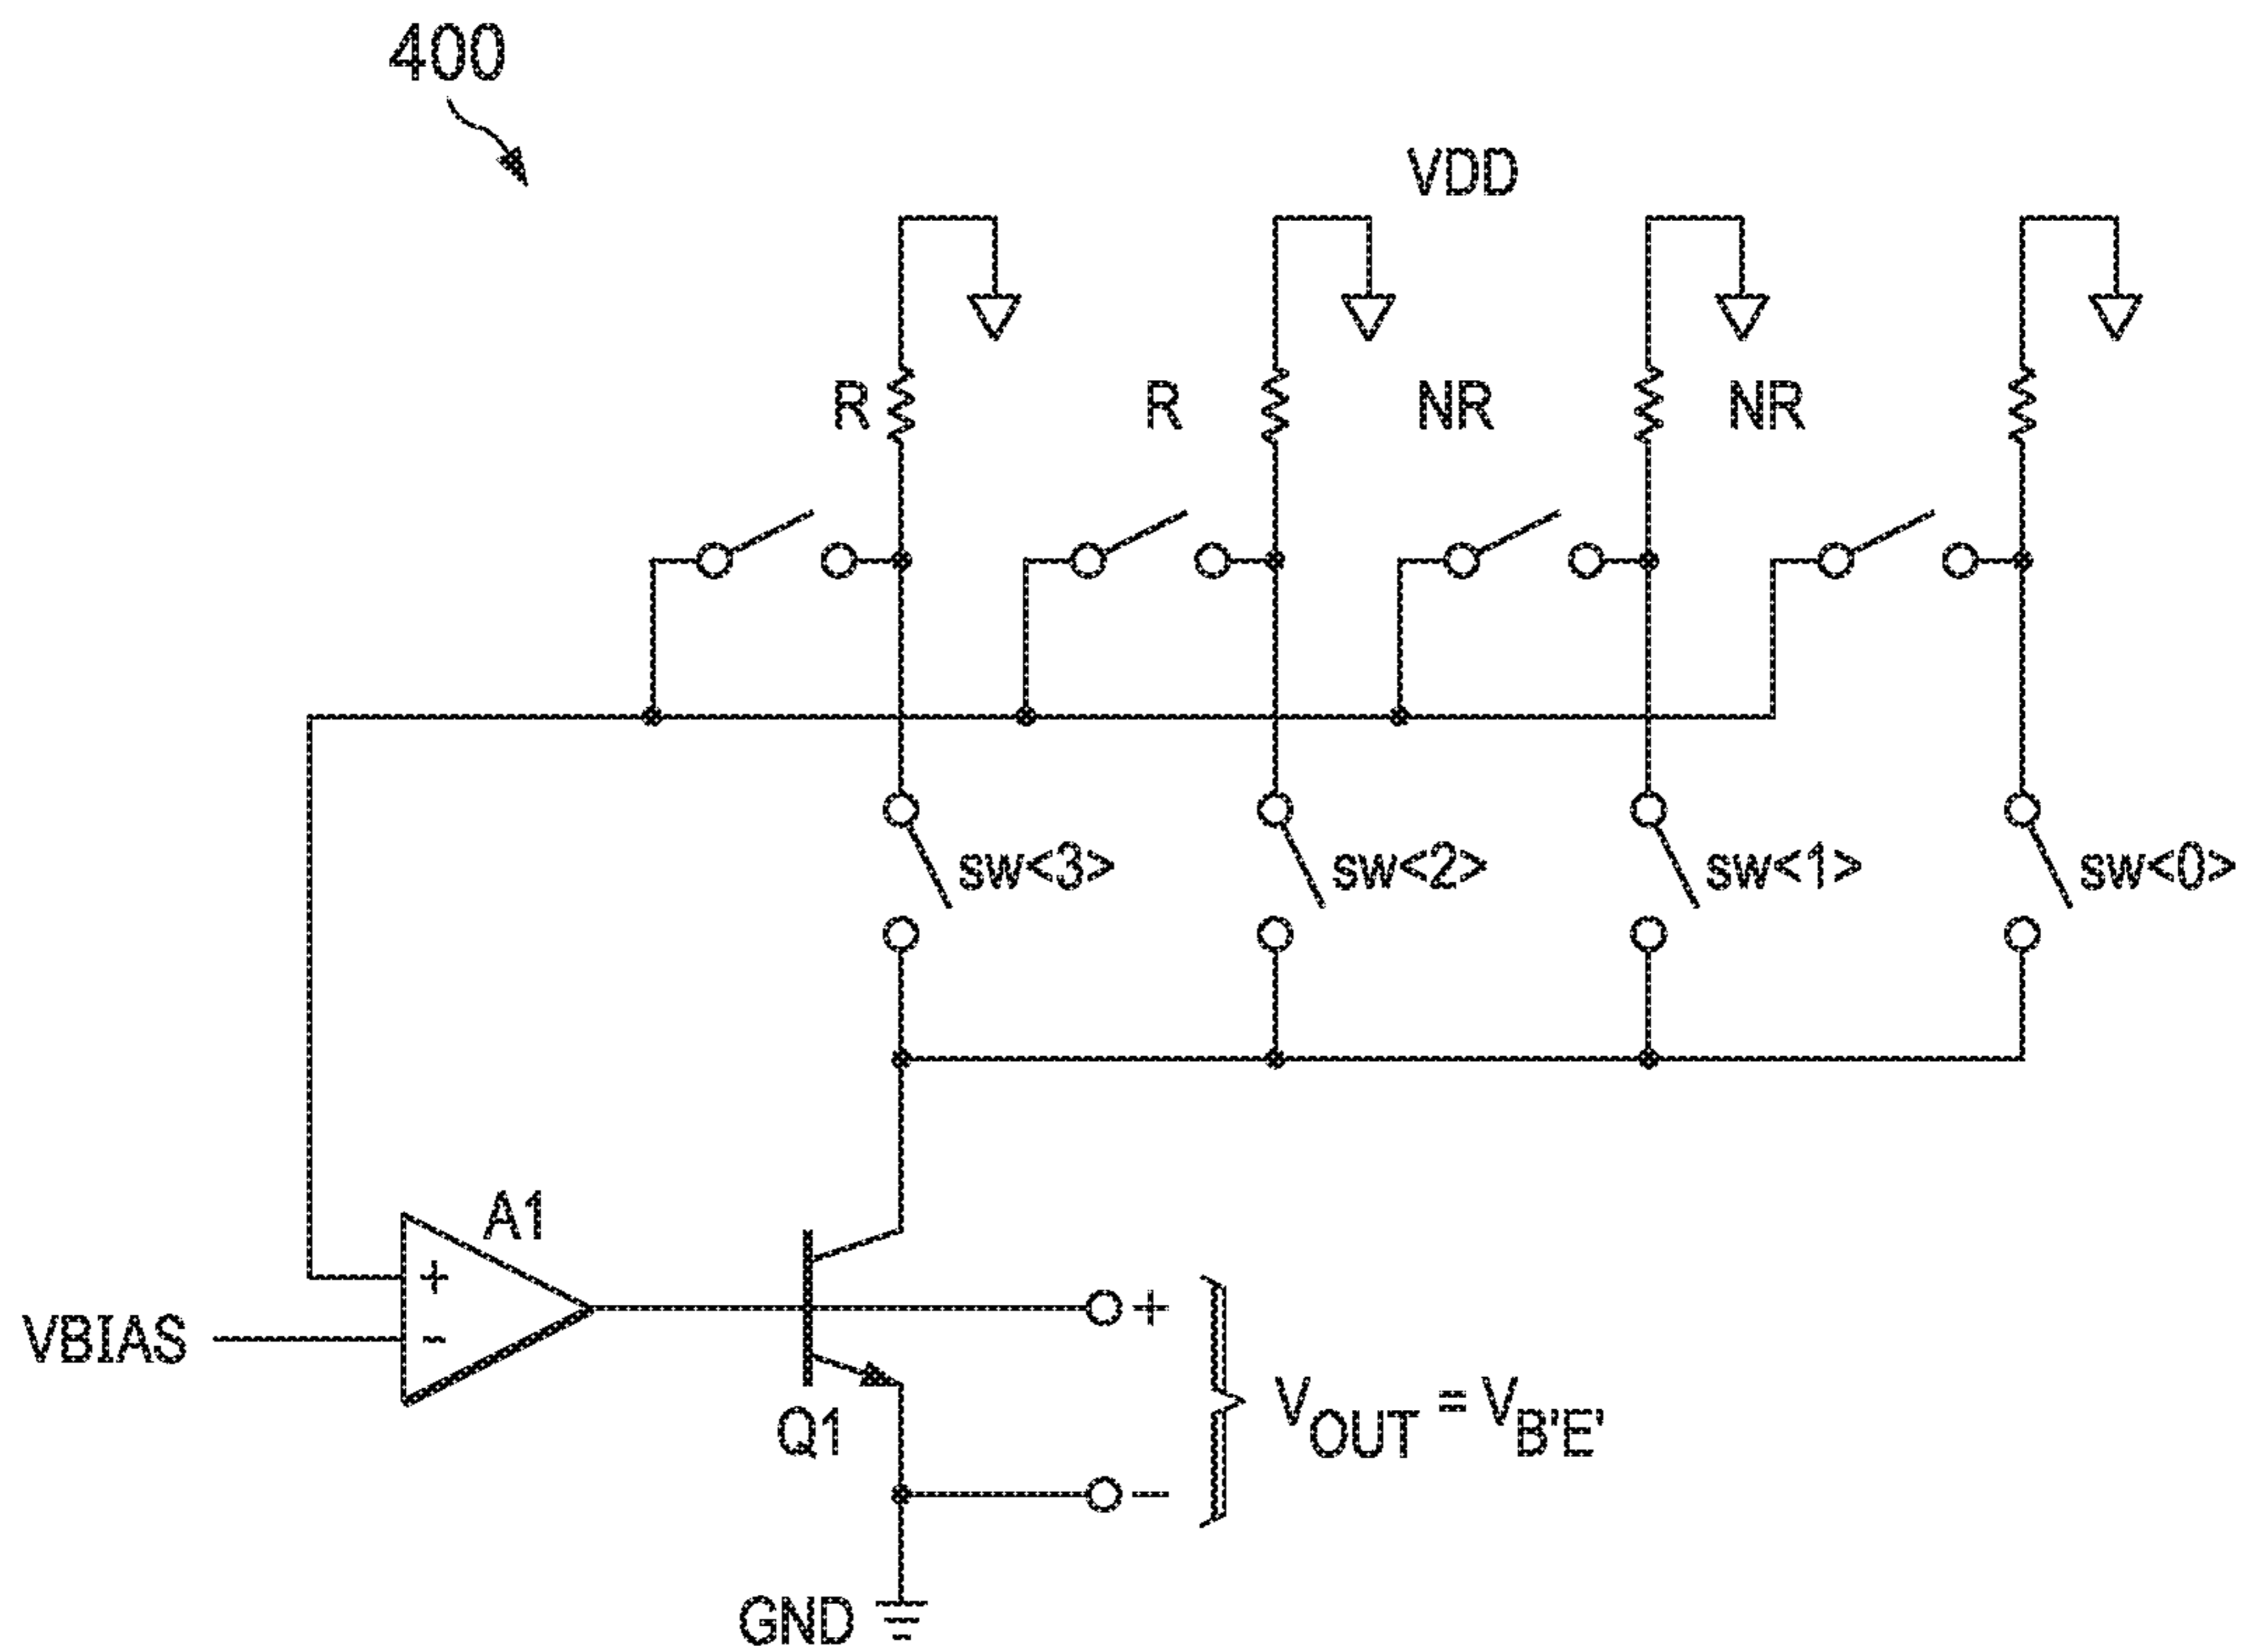 400
VDD
R R NR NR
sw<3> sw<2> sw<1> sw<0>
A1
+
VBIAS -
+
Q1
VOUT = VB'E'
-
GND